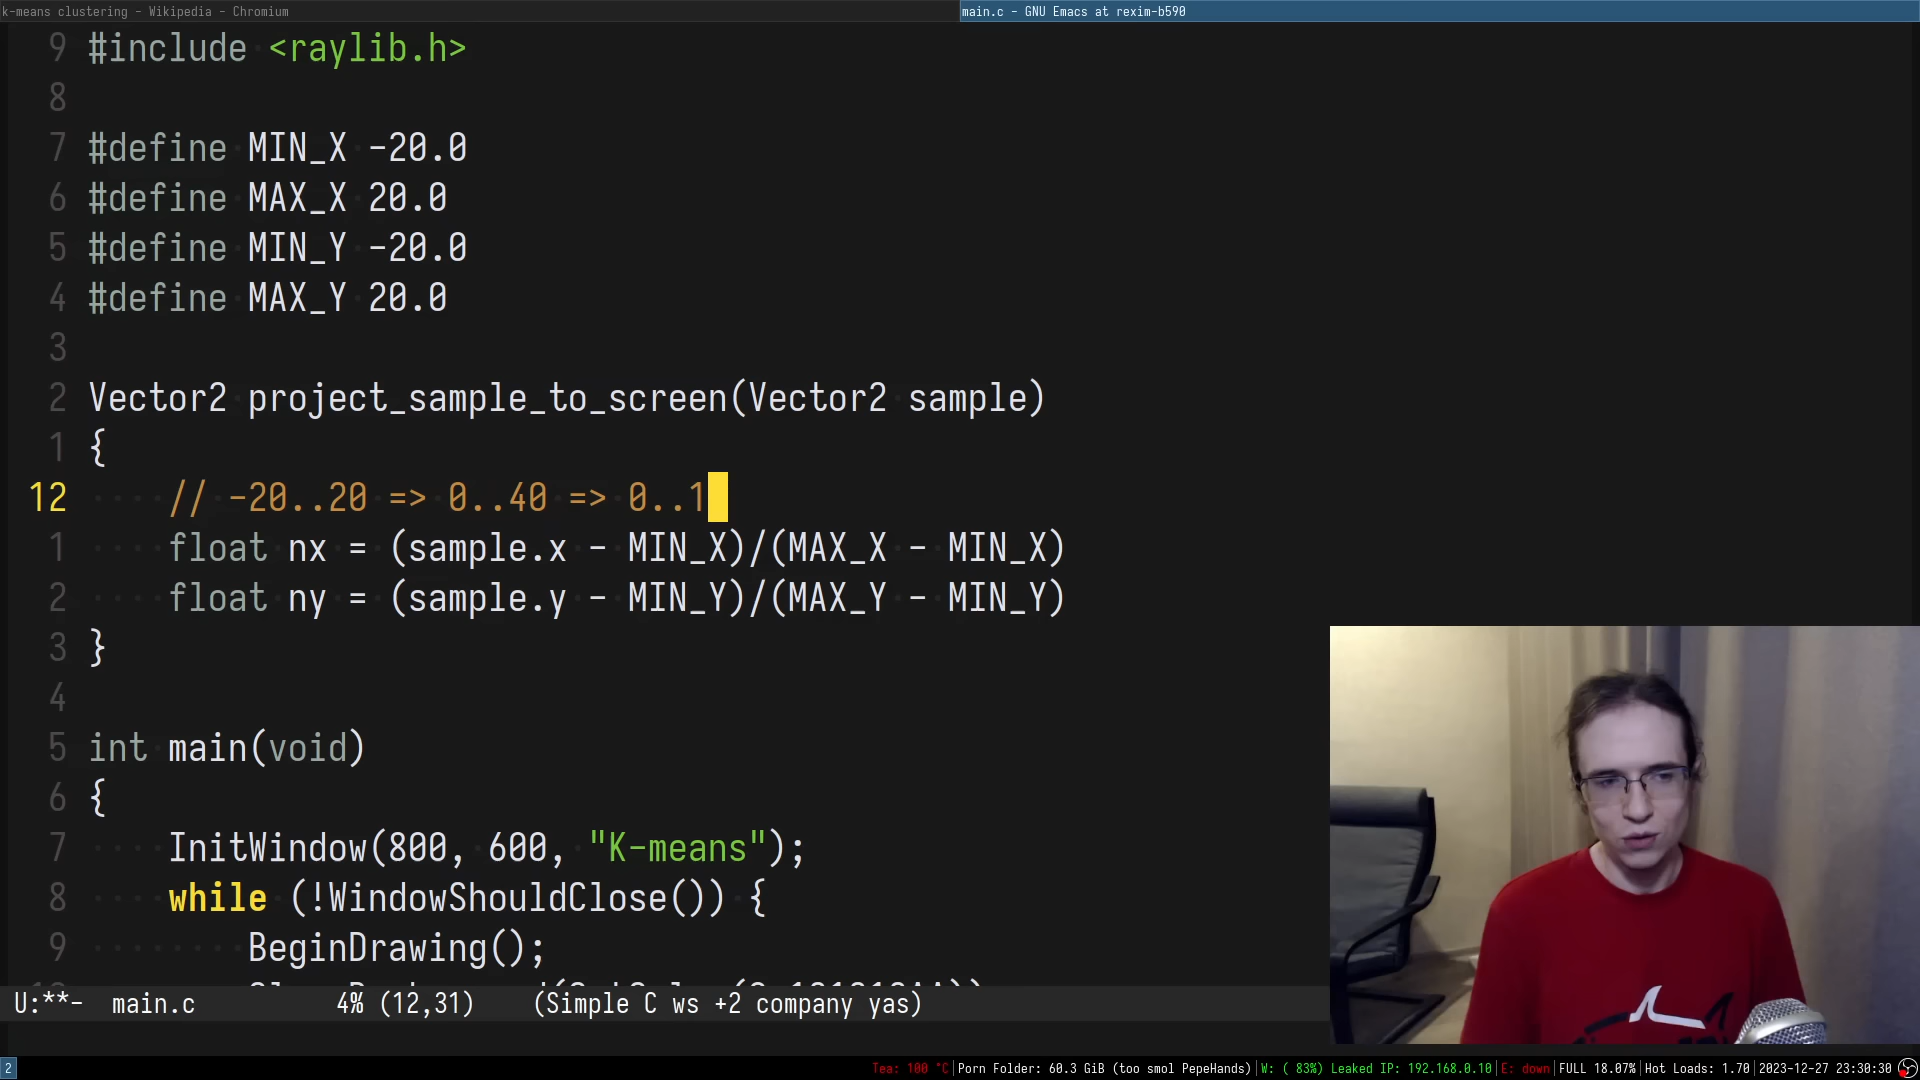 k-means clustering - Wikipedia - Chromium
main.c - GNU Emacs at rexim-b590
9 #include <raylib.h>
8
7 #define MIN_X -20.0
6 #define MAX_X 20.0
5 #define MIN_Y -20.0
4 #define MAX_Y 20.0
3
2 Vector2 project_sample_to_screen(Vector2 sample)
1 {
12 // -20..20 => 0..40 => 0..1
1 float nx = (sample.x - MIN_X)/(MAX_X - MIN_X)
2 float ny = (sample.y - MIN_Y)/(MAX_Y - MIN_Y)
3 }
4
5 int main(void)
6 {
7 InitWindow(800, 600, "K-means");
8 while (!WindowShouldClose()) {
9 BeginDrawing();
U:**- main.c 4% (12,31) (Simple C ws +2 company yas)
2
Tea: 100 °C|Porn Folder: 60.3 GiB (too smol PepeHands)|W: ( 83%) Leaked IP: 192.168.0.10|E: down|FULL 18.07%|Hot Loads: 1.70|2023-12-27 23:30:30